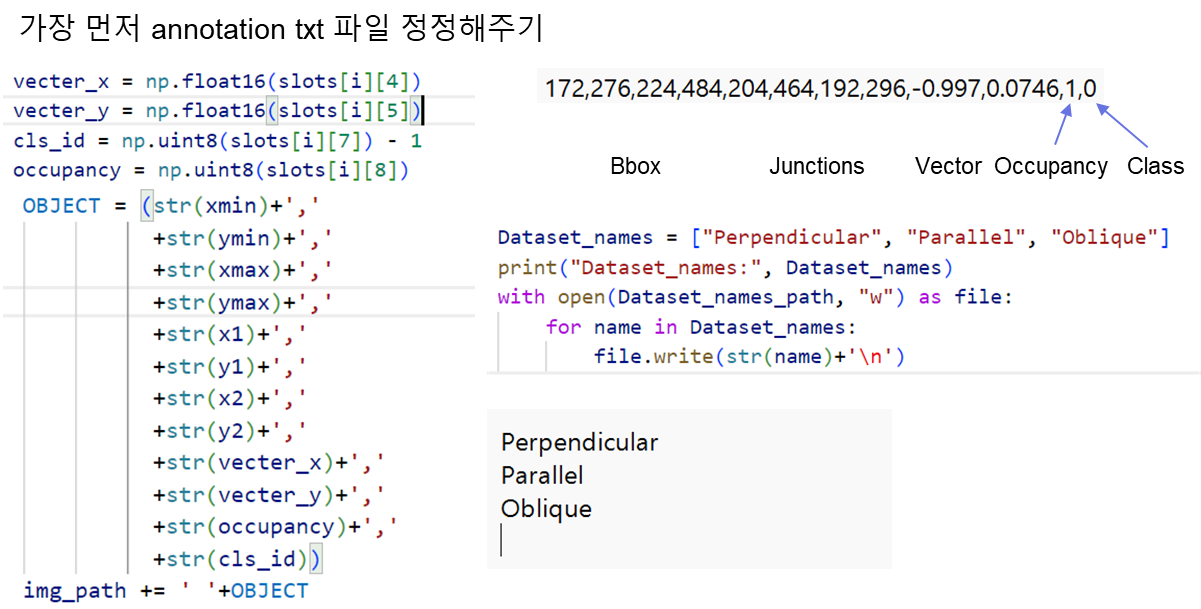 가장 먼저 annotation txt 파일 정정해주기
vecter_x = np.float16(slots[i][4])
vecter_y = np.float16(slots[i][5])
cls_id = np.uint8(slots[i][7]) - 1
occupancy = np.uint8(slots[i][8])
OBJECT = (str(xmin)+','
+str(ymin)+','
+str(xmax)+','
+str(ymax)+','
+str(x1)+','
+str(y1)+','
+str(x2)+','
+str(y2)+','
+str(vecter_x)+','
+str(vecter_y)+','
+str(occupancy)+','
+str(cls_id))
img_path += ' '+OBJECT
172,276,224,484,204,464,192,296,-0.997,0.0746,1,0
Bbox Junctions Vector Occupancy Class
Dataset_names = ["Perpendicular", "Parallel", "Oblique"]
print("Dataset_names:", Dataset_names)
with open(Dataset_names_path, "w") as file:
for name in Dataset_names:
file.write(str(name)+'\n')
Perpendicular
Parallel
Oblique